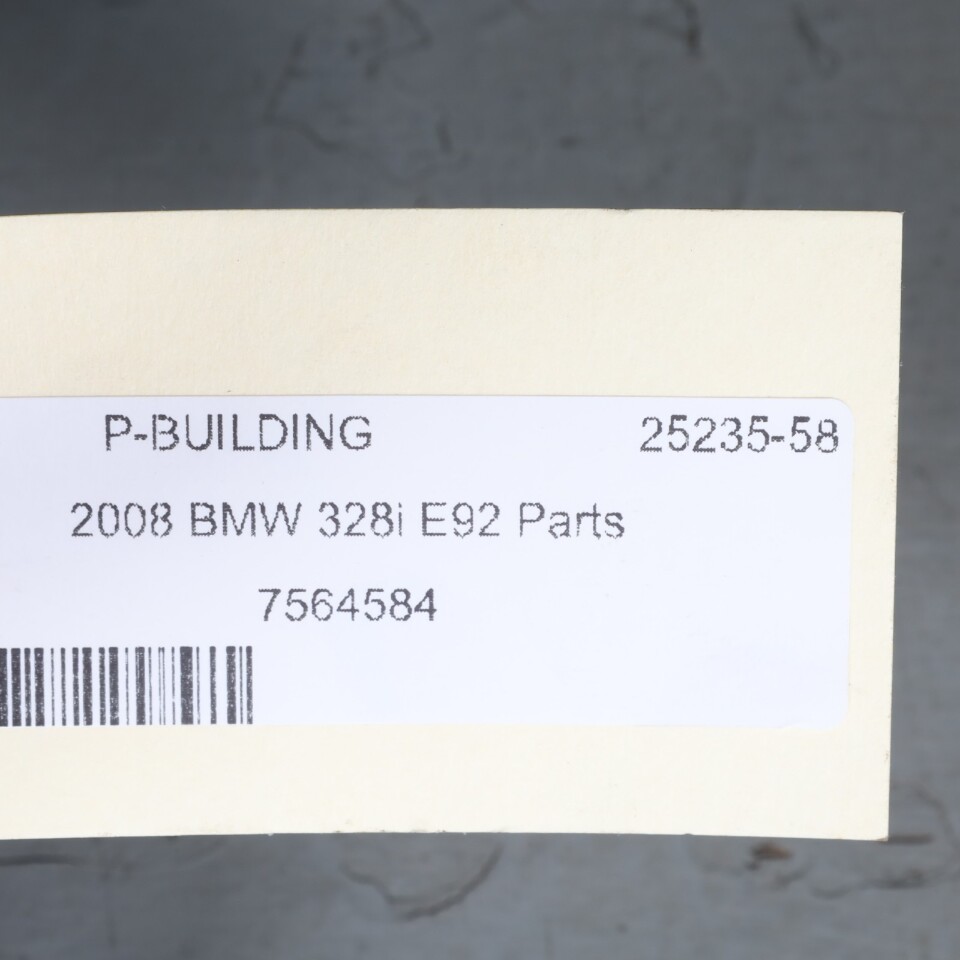 P-BUILDING 25235-58
2008 BMW 328i E92 Parts
7564584